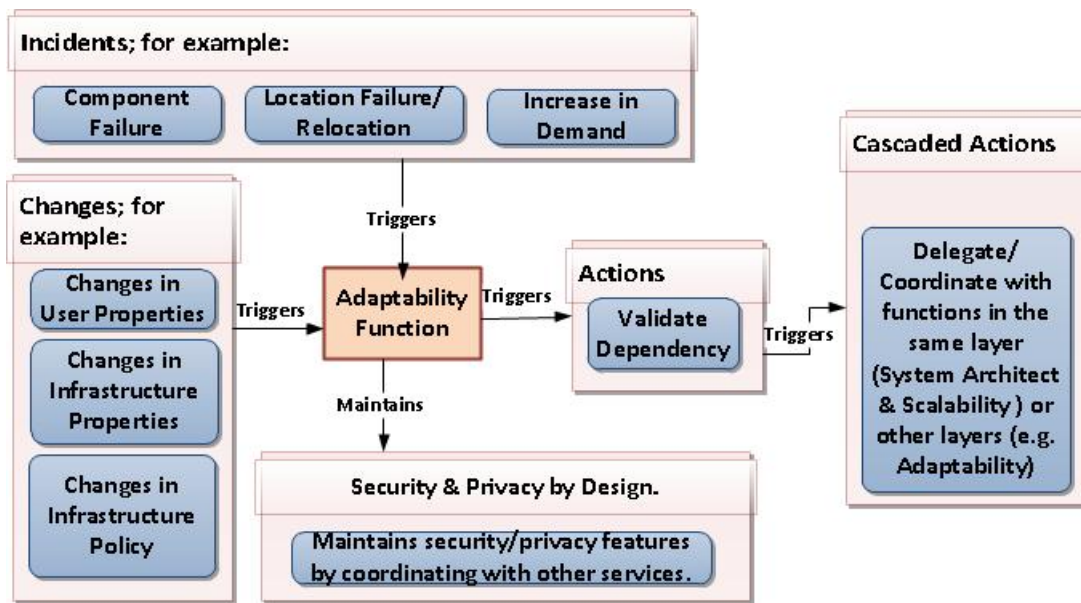 Incidents; for example:
Component
Failure
Location Failure/
Relocation
Increase in
Demand
Triggers
Changes; for
example:
Changes in
User Properties
Changes in
Infrastructure
Properties
Changes in
Infrastructure
Policy
Triggers
Adaptability
Function
Triggers
Actions
Validate
Dependency
Triggers
Cascaded Actions
Delegate/
Coordinate with
functions in the
same layer
(System Architect
& Scalability ) or
other layers (e.g.
Adaptability)
Maintains
Security & Privacy by Design.
Maintains security/privacy features
by coordinating with other services.